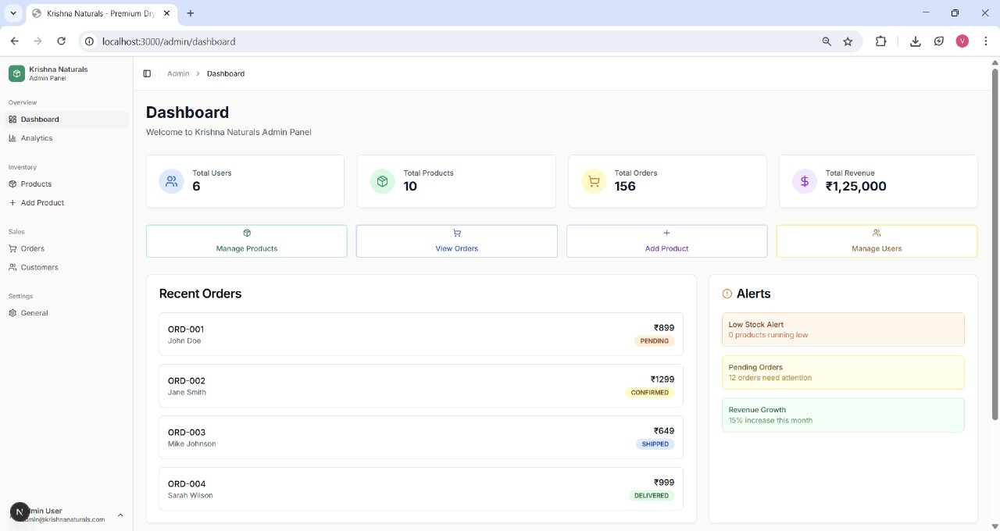 Krishna Naturals - Premium Dry
localhost:3000/admin/dashboard
V
Krishna Naturals
Admin Panel
Overview
Dashboard
Analytics
Inventory
Products
Add Product
Sales
Orders
Customers
Settings
General
N
min User
dmin@krishnanaturals.com
Admin > Dashboard
Dashboard
Welcome to Krishna Naturals Admin Panel
Total Users
6
Total Products
10
Total Orders
156
Total Revenue
₹1,25,000
Manage Products
View Orders
Add Product
Manage Users
Recent Orders
ORD-001 ₹899
John Doe PENDING
ORD-002 ₹1299
Jane Smith CONFIRMED
ORD-003 ₹649
Mike Johnson SHIPPED
ORD-004 ₹999
Sarah Wilson DELIVERED
Alerts
Low Stock Alert
0 products running low
Pending Orders
12 orders need attention
Revenue Growth
15% increase this month